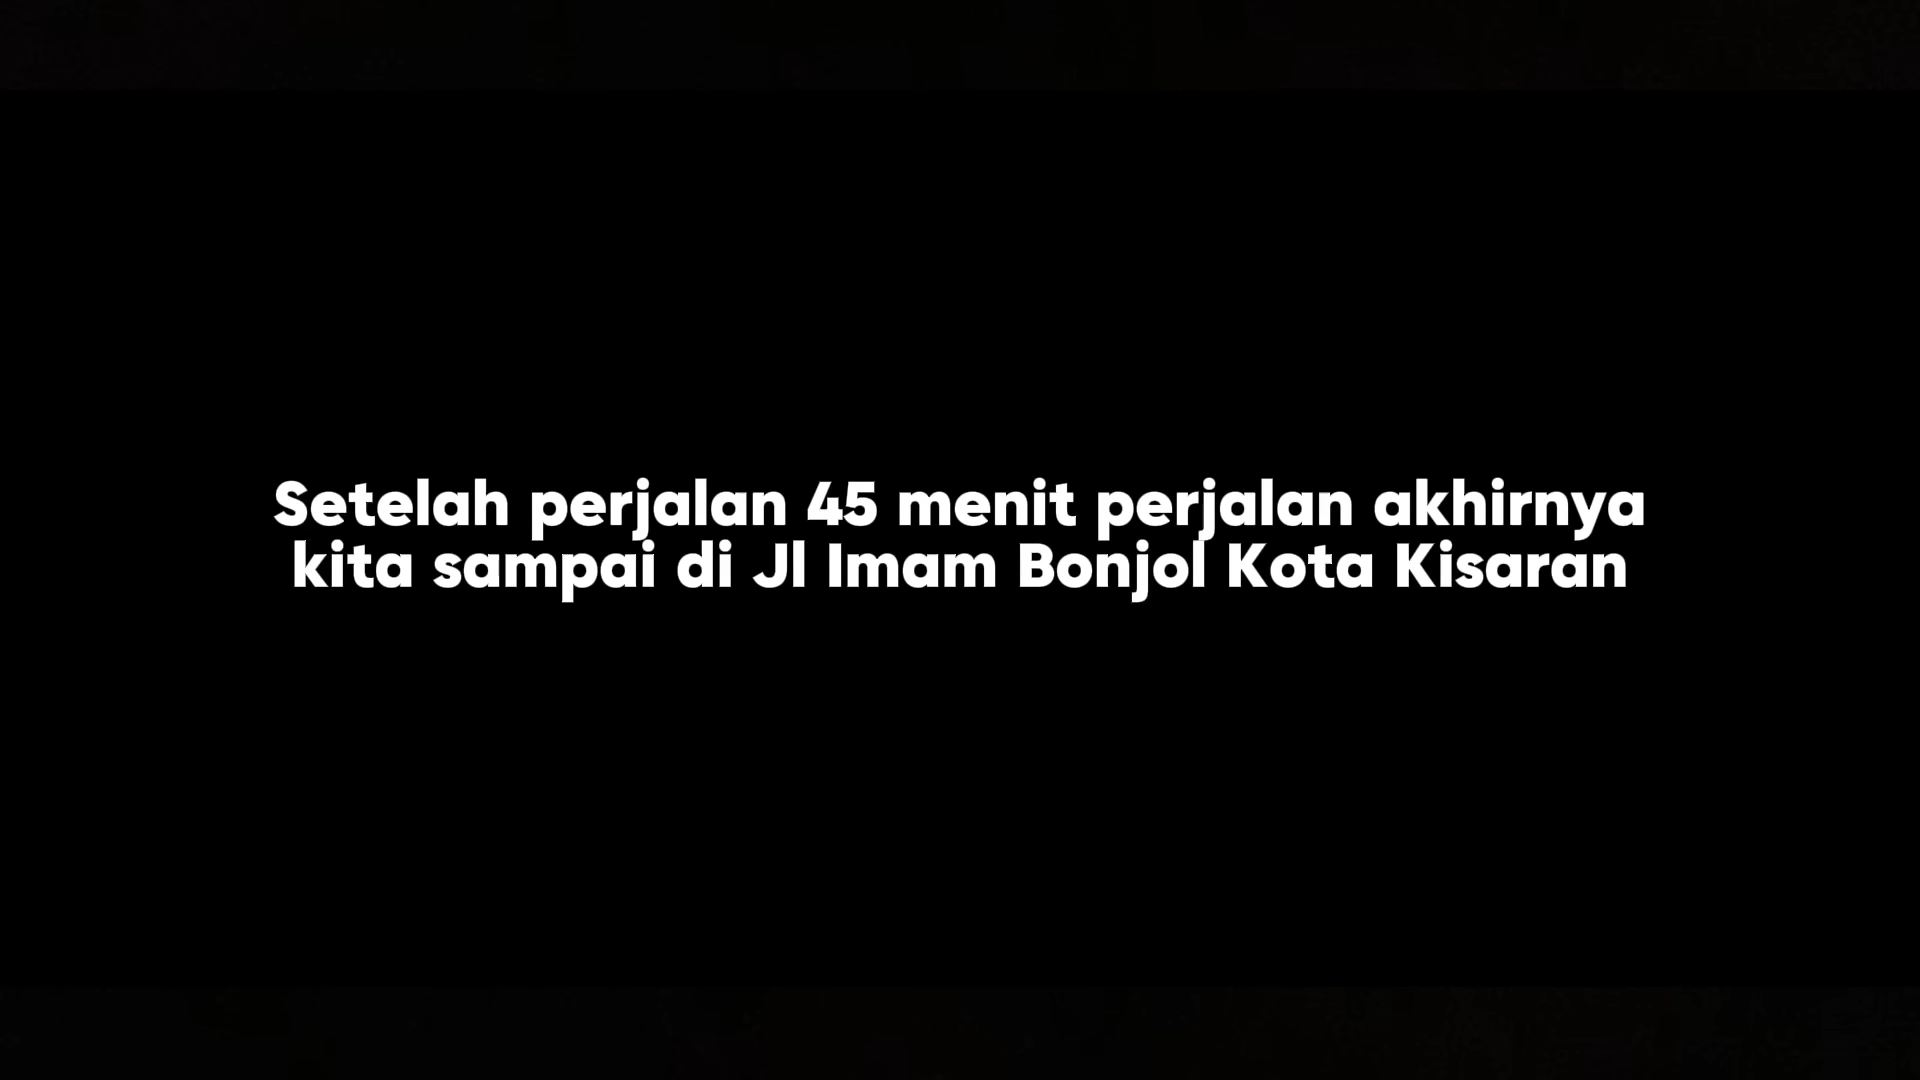 Setelah perjalan 45 menit perjalan akhirnya
kita sampai di Jl Imam Bonjol Kota Kisaran